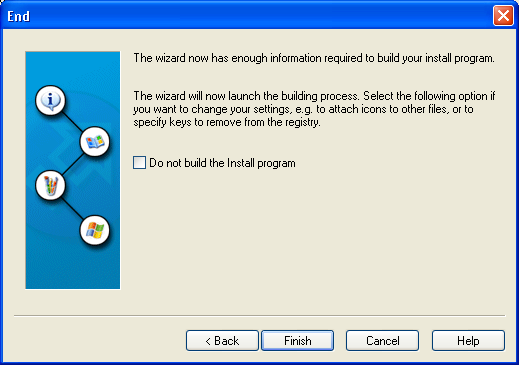 End
The wizard now has enough information required to build your install program.
The wizard will now launch the building process. Select the following option if
you want to change your settings, e.g. to attach icons to other files, or to
specify keys to remove from the registry.
Do not build the Install program
< Back
Finish
Cancel
Help